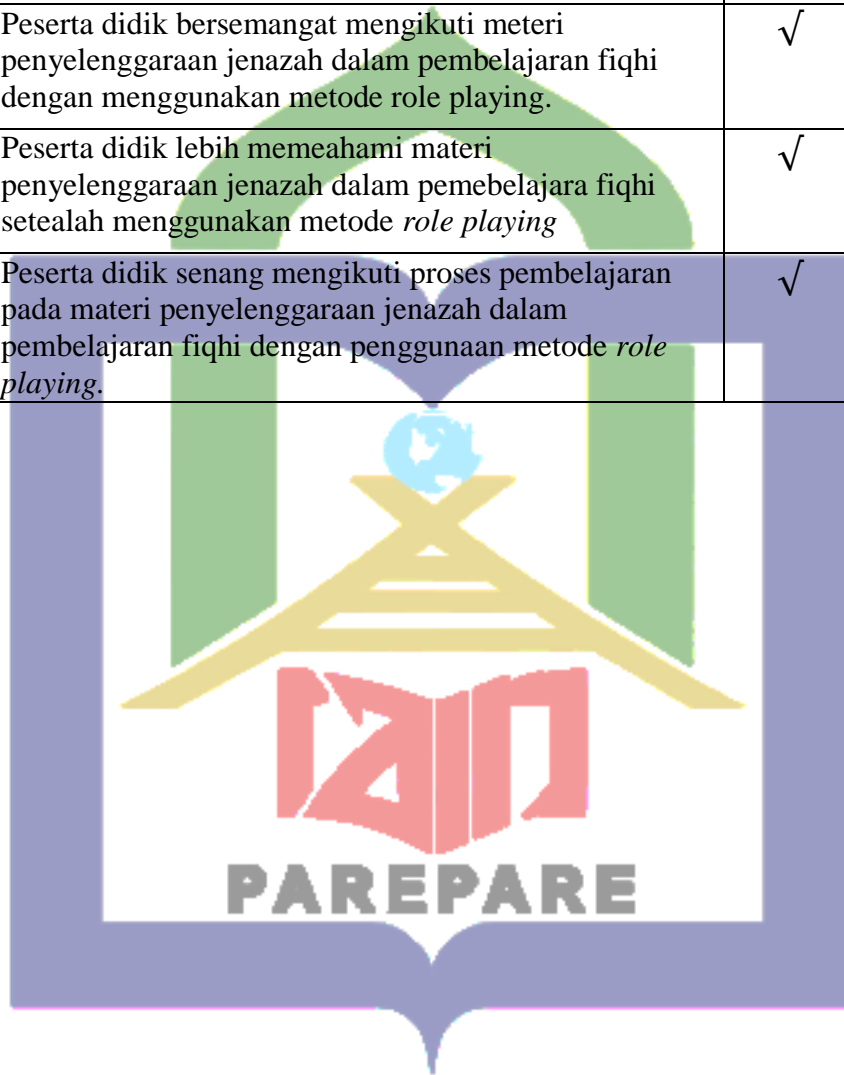 Peserta didik bersemangat mengikuti meteri
penyelenggaraan jenazah dalam pembelajaran fiqhi
dengan menggunakan metode role playing.
√
Peserta didik lebih memeahami materi
penyelenggaraan jenazah dalam pemebelajara fiqhi
setealah menggunakan metode role playing
√
Peserta didik senang mengikuti proses pembelajaran
pada materi penyelenggaraan jenazah dalam
pembelajaran fiqhi dengan penggunaan metode role
playing.
√
iain
PAREPARE